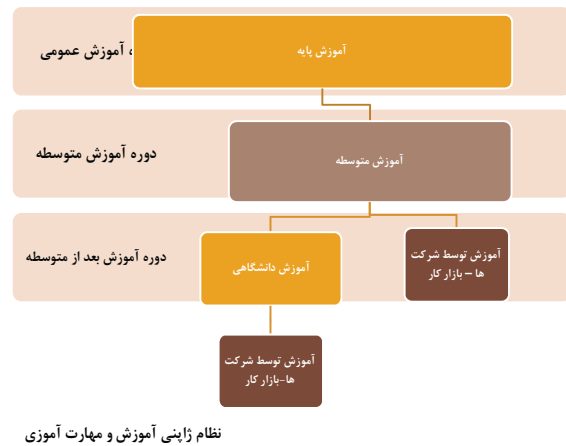 ه آموزش عمومی
آموزش پایه
دوره آموزش متوسطه
آموزش متوسطه
دوره آموزش بعد از متوسطه
آموزش دانشگاهی
آموزش توسط شرکت
ها – بازار کار
آموزش توسط شرکت
ها-بازار کار
نظام ژاپنی آموزش و مهارت آموزی